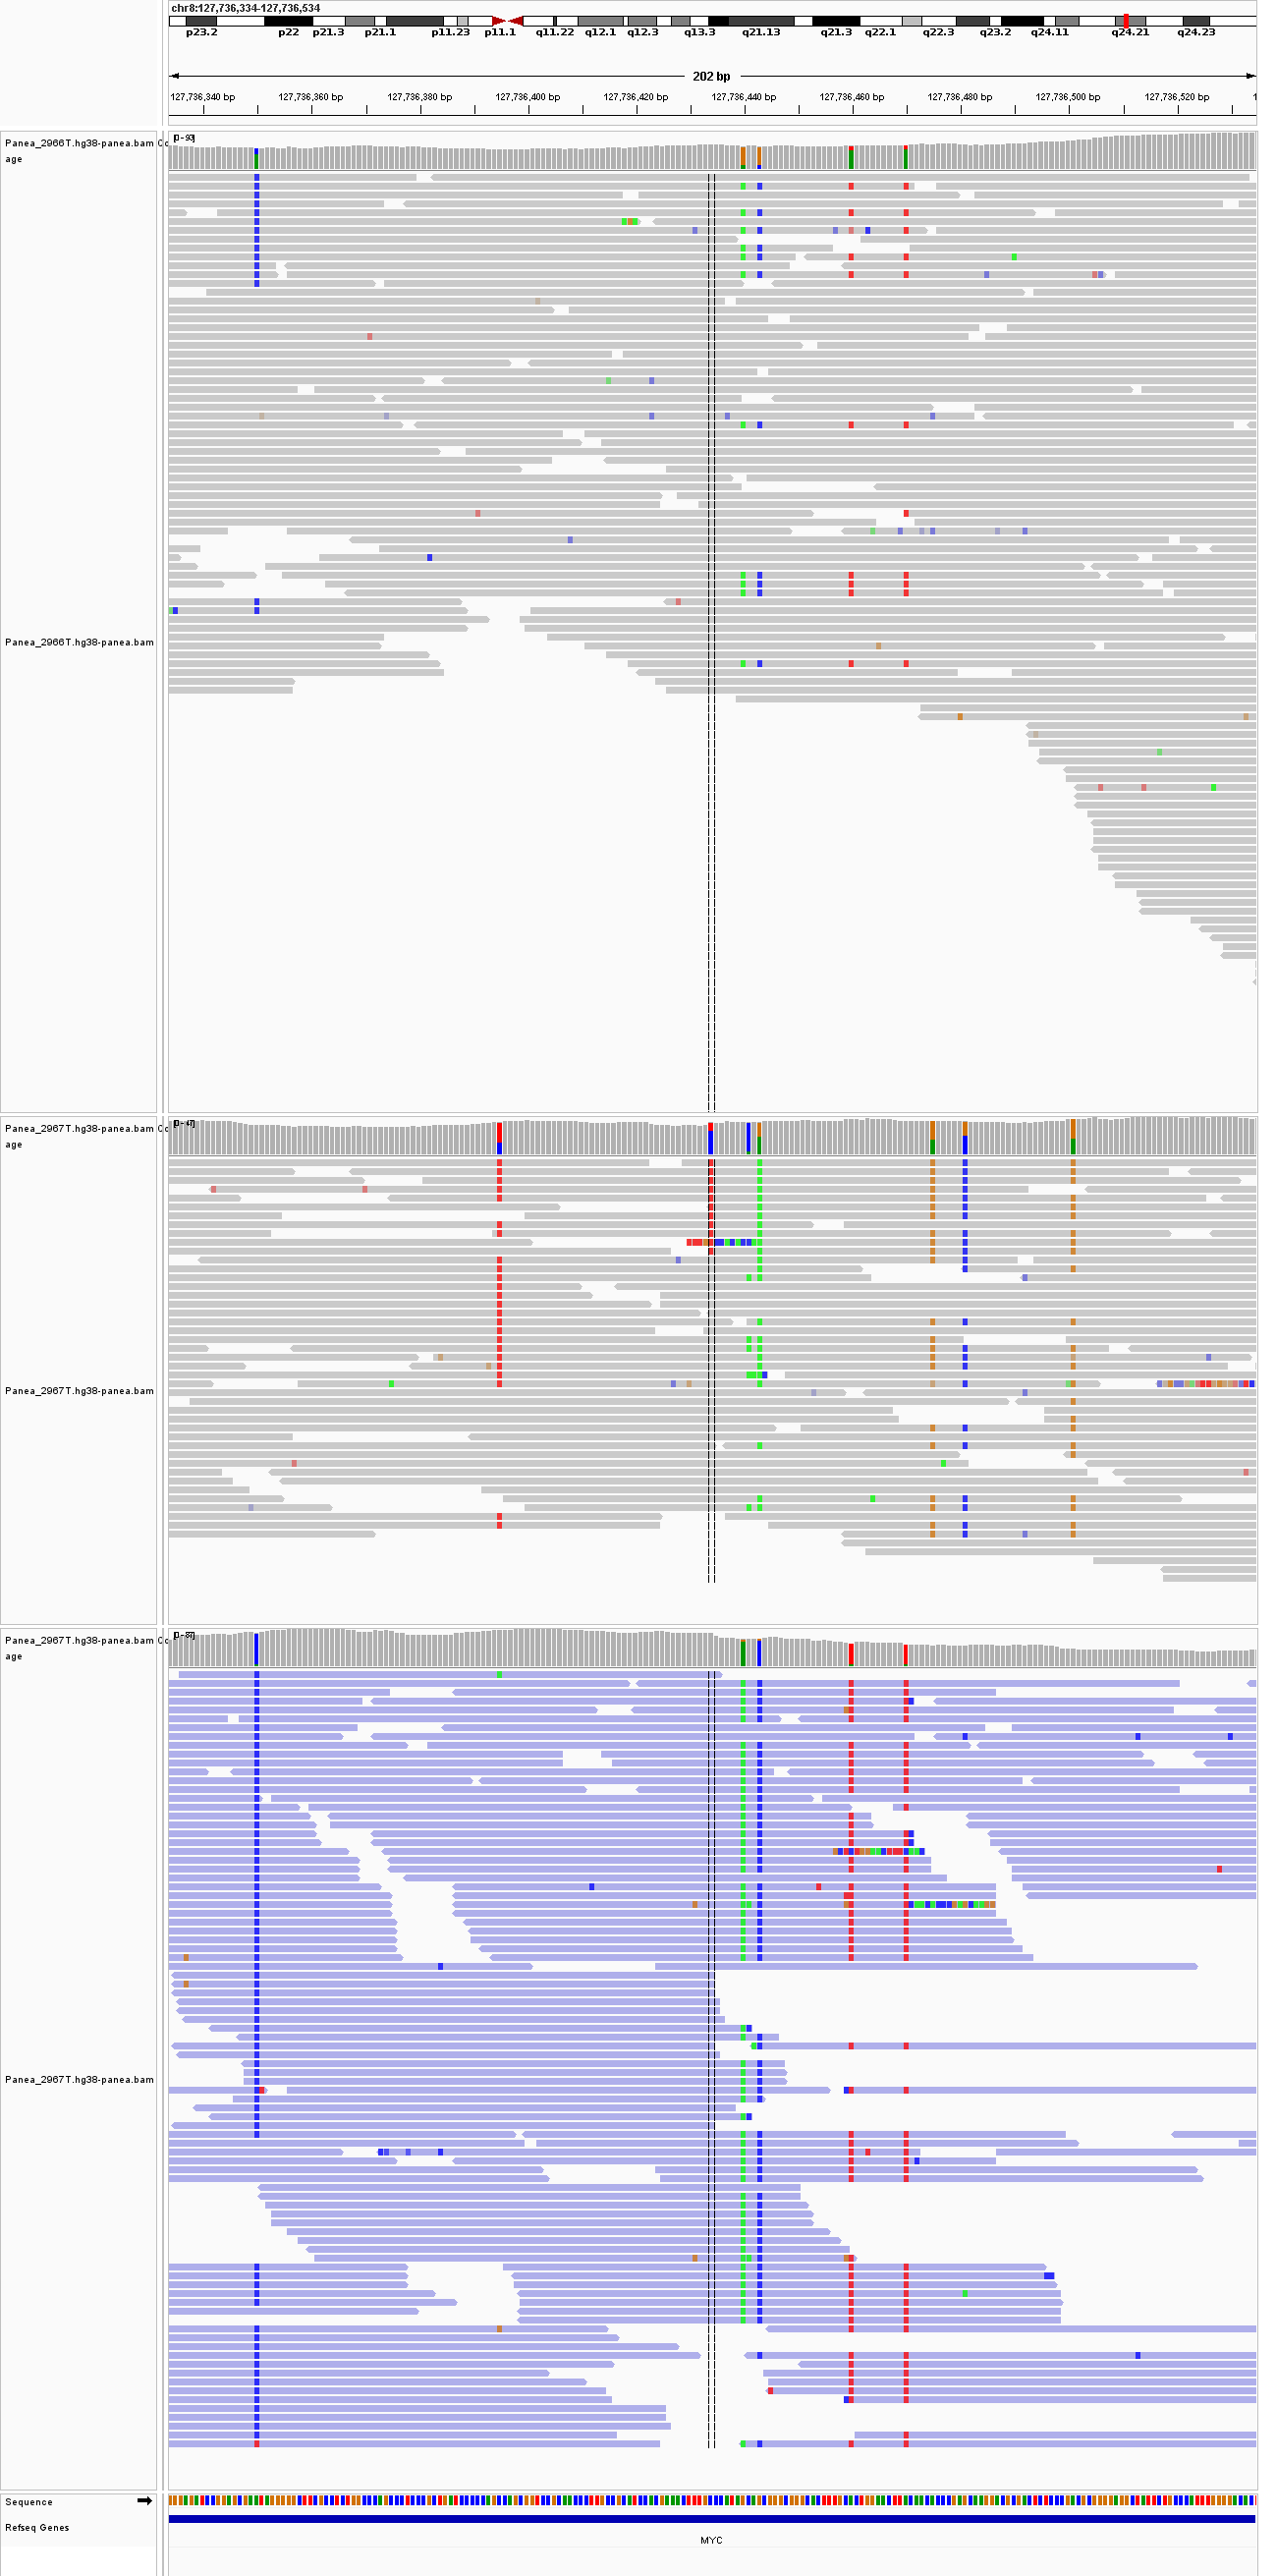 chr8:127,736,334-127,736,534
p23.2 p22 p21.3 p21.1 p11.23 p11.1 q11.22 q12.1 q12.3 q13.3 q21.13 q21.3 q22.1 q22.3 q23.2 q24.11 q24.21 q24.23
202 bp
127,736,340 bp 127,736,360 bp 127,736,380 bp 127,736,400 bp 127,736,420 bp 127,736,440 bp 127,736,460 bp 127,736,480 bp 127,736,500 bp 127,736,520 bp
Panea_2966T.hg38-panea.bam Co
age
Panea_2966T.hg38-panea.bam
Panea_2967T.hg38-panea.bam Co
age
Panea_2967T.hg38-panea.bam
Panea_2967T.hg38-panea.bam Co
age
Panea_2967T.hg38-panea.bam
Sequence
Refseq Genes
MYC